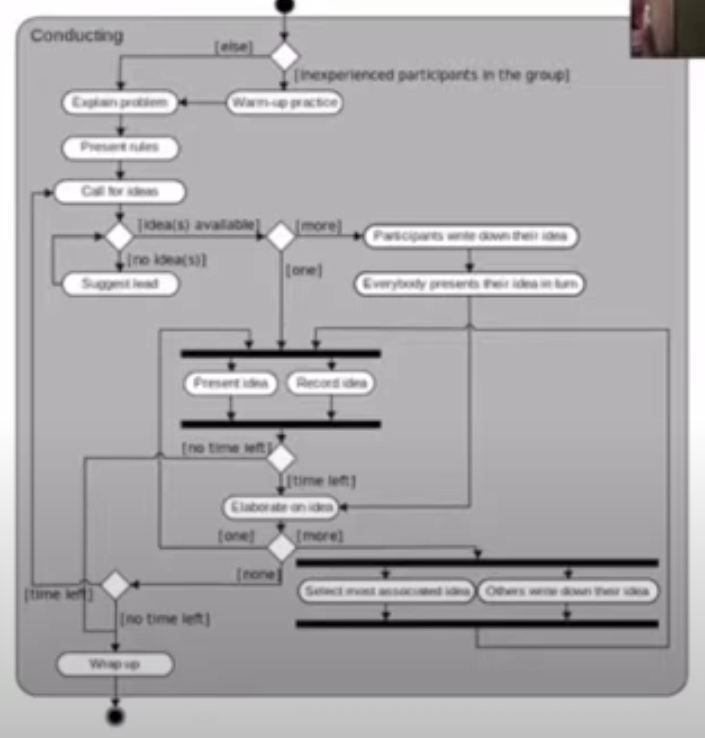 Conducting
[else]
[inexperienced participants in the group]
Explain problem
Warm-up practice
Present rules
Call for ideas
[idea(s) available]
[more]
Participants write down their idea
[no idea(s)]
[one]
Suggest lead
Everybody presents their idea in turn
Present idea
Record idea
[no time left]
[time left]
Elaborate on idea
[one]
[more]
[none]
Select most associated idea
Others write down their idea
[time left]
[no time left]
Wrap up